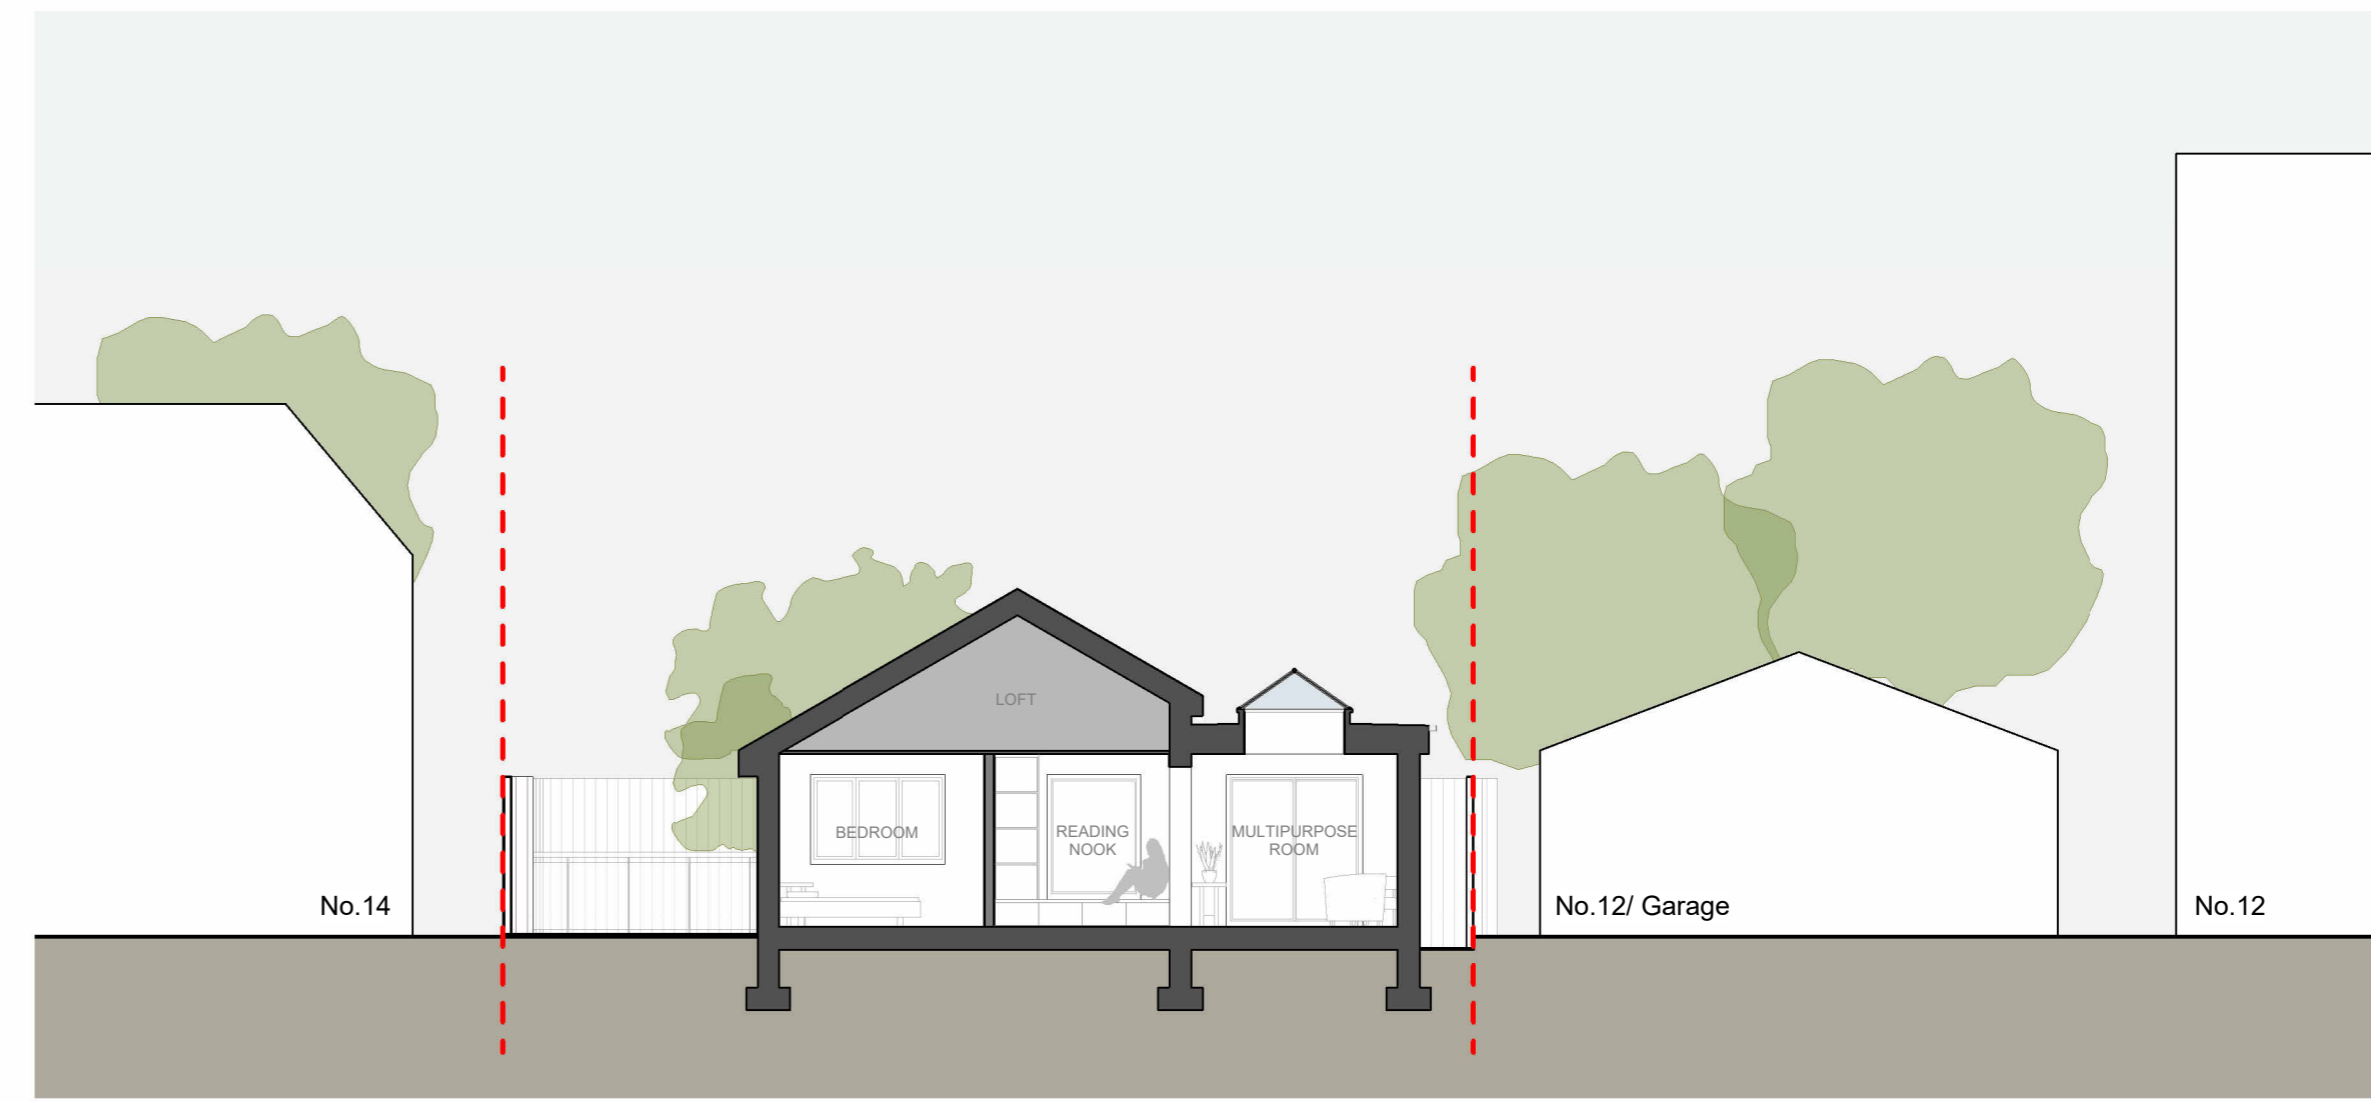 LOFT
BEDROOM
READING
NOOK
MULTIPURPOSE
ROOM
No.14
No.12/ Garage
No.12